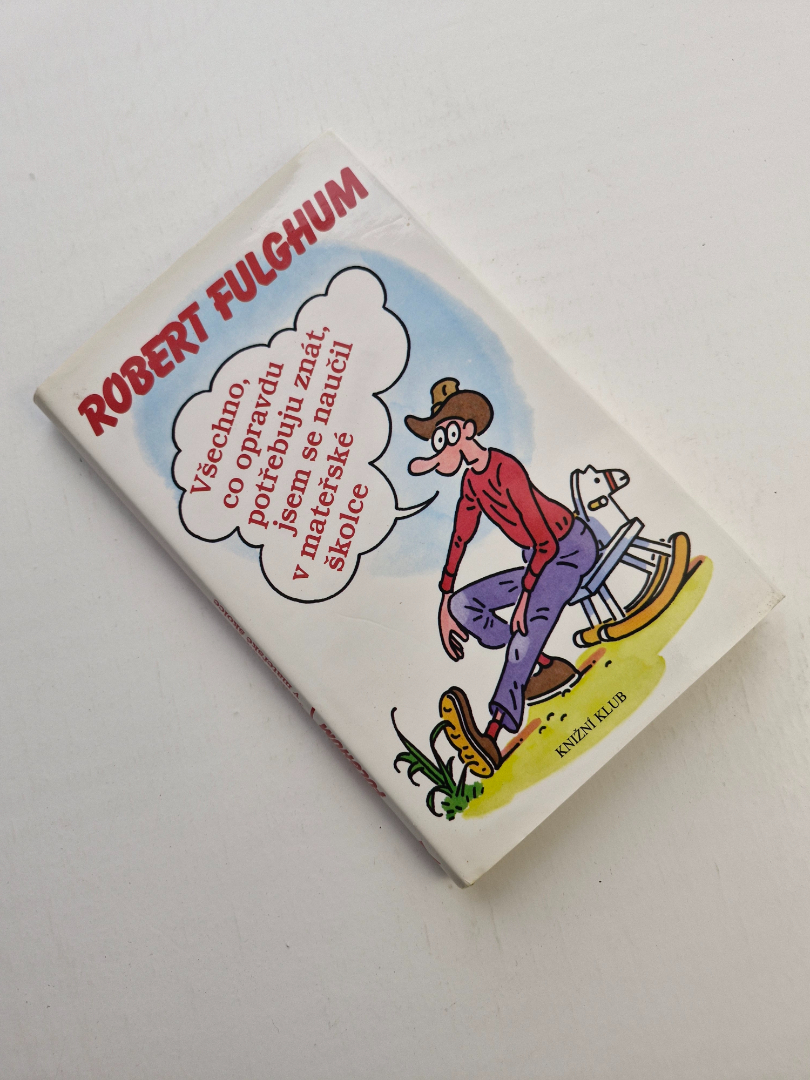 ROBERT FULGHUM
Všechno,
co opravdu
potřebuju znát,
jsem se naučil
v mateřské
školce
KNIŽNÍ KLUB